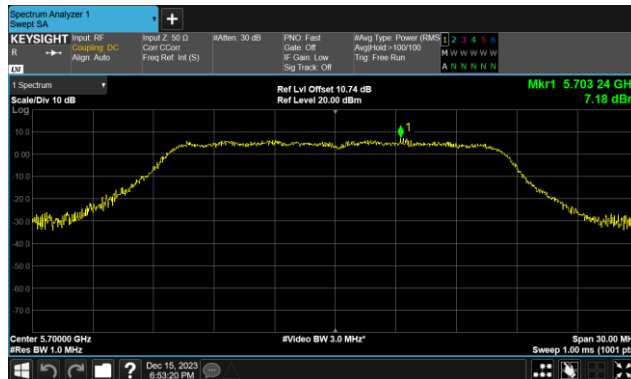 Spectrum Analyzer 1
Swept SA
+
KEYSIGHT
R
LXI
Input: RF
Coupling: DC
Align: Auto
Input Z: 50 Ω
Corr CCorr
Freq Ref: Int (S)
#Atten: 30 dB
PNO: Fast
Gate: Off
IF Gain: Low
Sig Track: Off
#Avg Type: Power (RMS
Avg|Hold:>100/100
Trig: Free Run
1 2 3 4 5 6
M W W W W W
A N N N N N
1 Spectrum
Scale/Div 10 dB
Log
Ref Lvl Offset 10.74 dB
Ref Level 20.00 dBm
Mkr1 5.703 24 GH
7.18 dBr
1
10.0
0.00
-10.0
-20.0
-30.0
-40.0
-50.0
-60.0
-70.0
Center 5.70000 GHz
#Res BW 1.0 MHz
#Video BW 3.0 MHz*
Span 30.00 MH
Sweep 1.00 ms (1001 pt
?
Dec 15, 2023
6:53:20 PM